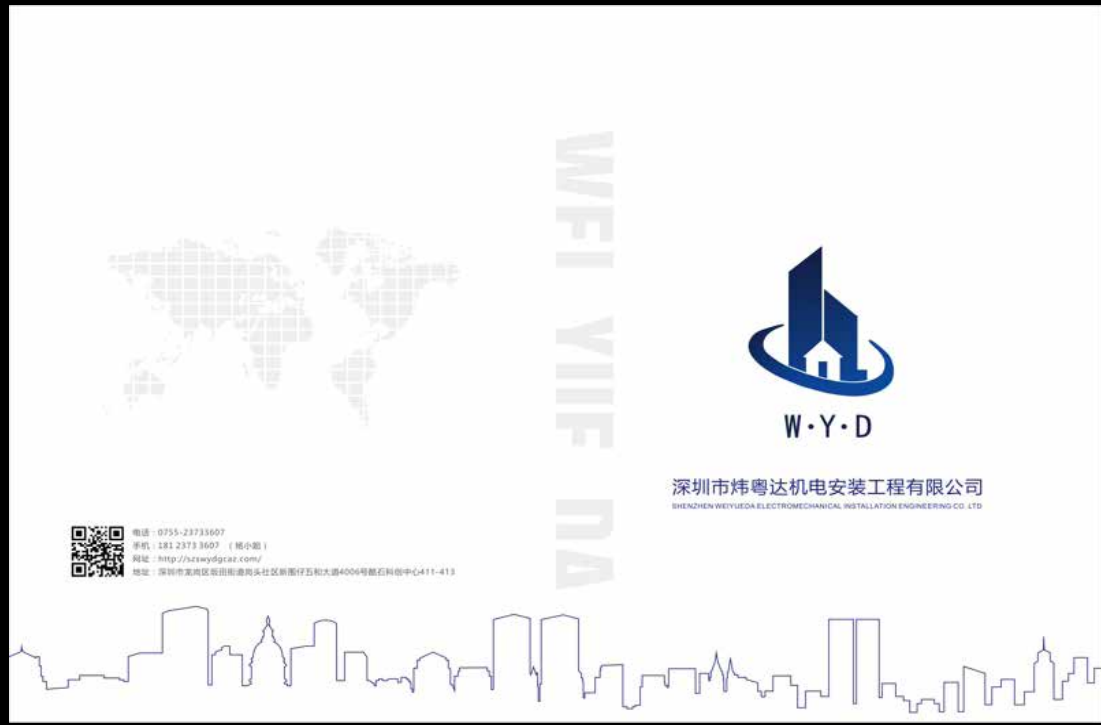 WEI YUE DA
W·Y·D
深圳市炜粤达机电安装工程有限公司
SHENZHEN WEIYUEDA ELECTROMECHANICAL INSTALLATION ENGINEERING CO. LTD
电话：0755-23733607
手机：181 2373 3607 （杨小姐）
网址：http://szswydgcaz.com/
地址：深圳市龙岗区坂田街道岗头社区新围仔五和大道4006号酷石科创中心411-413